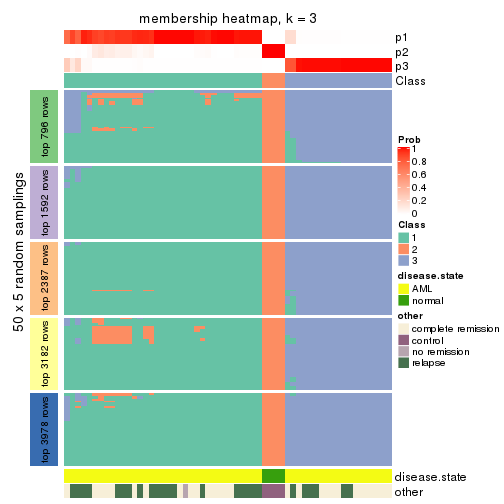 membership heatmap, k = 3
p1
p2
p3
Class
50 x 5 random samplings
top 796 rows
top 1592 rows
top 2387 rows
top 3182 rows
top 3978 rows
Prob
1
0.8
0.6
0.4
0.2
0
Class
1
2
3
disease.state
AML
normal
other
complete remission
control
no remission
relapse
disease.state
other